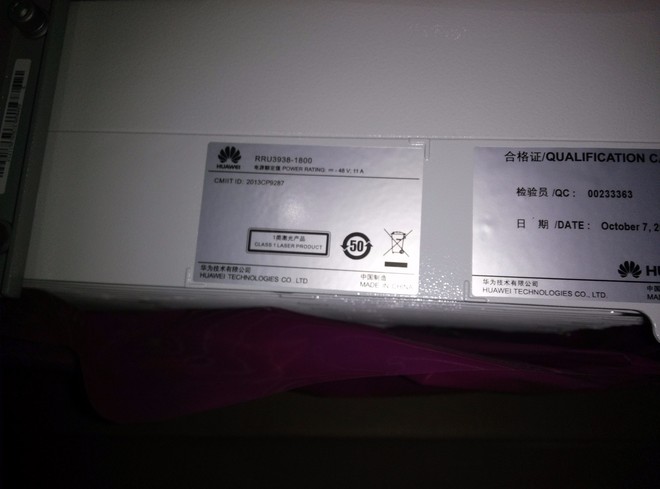 HUAWEI
RRU3938-1800
电源额定值 POWER RATING: ⎓ -48 V; 11 A
CMIIT ID: 2013CP9287
1类激光产品
CLASS 1 LASER PRODUCT
50
华为技术有限公司
HUAWEI TECHNOLOGIES CO., LTD.
中国制造
MADE IN CHINA
合格证/QUALIFICATION
检验员 /QC: 00233363
日 期 /DATE: October 7,
华为技术有限公司
HUAWEI TECHNOLOGIES CO., LTD.